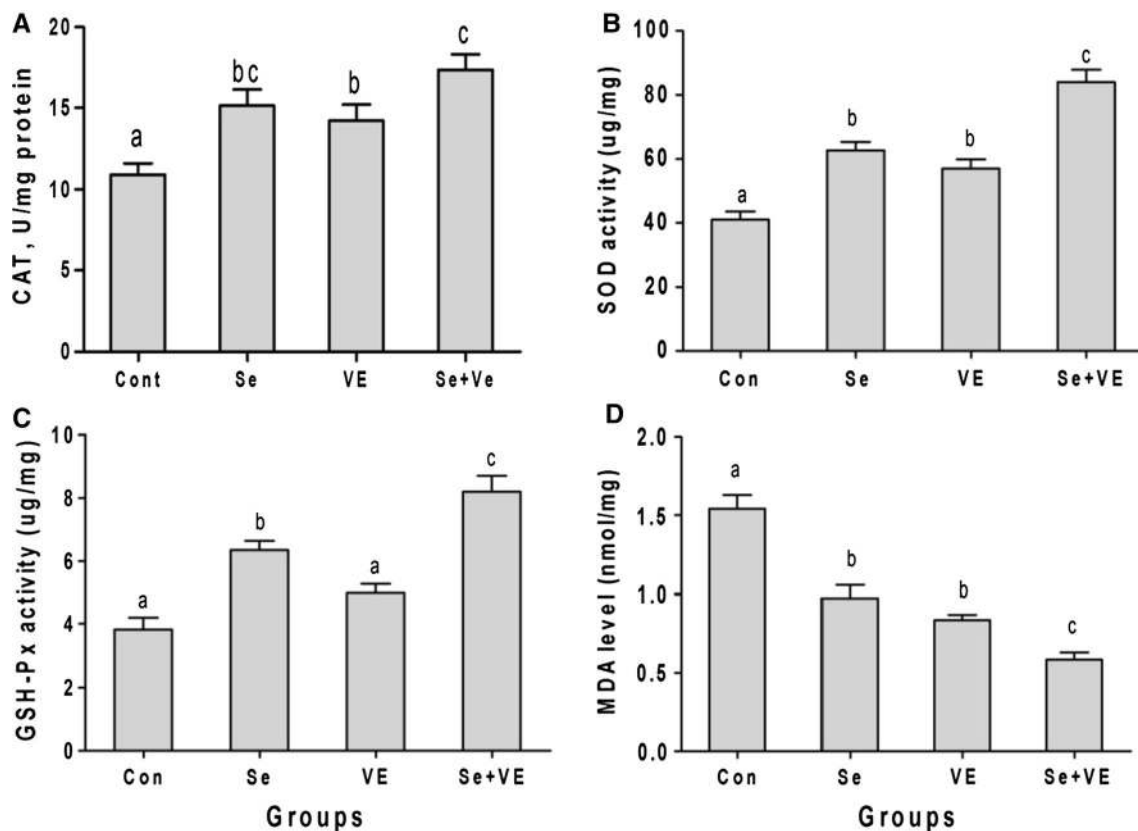 A
CAT, U/mg protein
20
15
10
5
0
a
bc
b
c
Cont Se VE Se+Ve
B
SOD activity (ug/mg)
100
80
60
40
20
0
a
b
b
c
Con Se VE Se+VE
C
GSH-Px activity (ug/mg)
10
8
6
4
2
0
a
b
a
c
Con Se VE Se+VE
Groups
D
MDA level (nmol/mg)
2.0
1.5
1.0
0.5
0.0
a
b
b
c
Con Se VE Se+VE
Groups